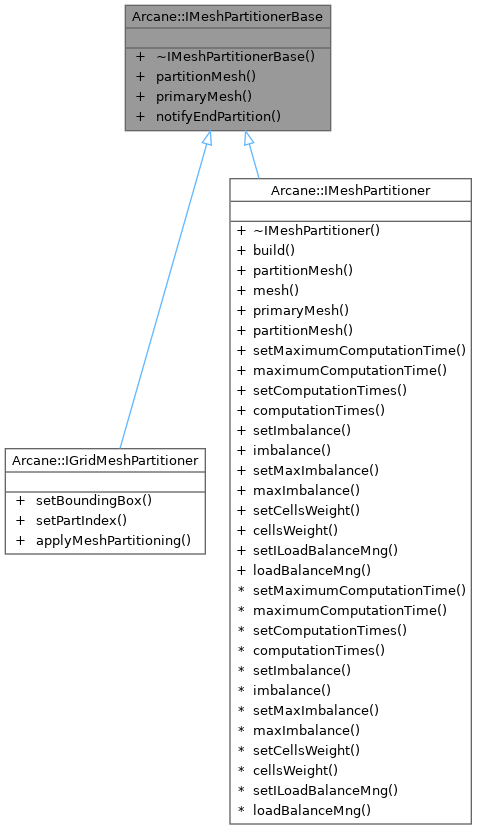 Arcane::IMeshPartitionerBase
+ ~IMeshPartitionerBase()
+ partitionMesh()
+ primaryMesh()
+ notifyEndPartition()
Arcane::IMeshPartitioner
+ ~IMeshPartitioner()
+ build()
+ partitionMesh()
+ mesh()
+ primaryMesh()
+ partitionMesh()
+ setMaximumComputationTime()
+ maximumComputationTime()
+ setComputationTimes()
+ computationTimes()
+ setImbalance()
+ imbalance()
+ setMaxImbalance()
+ maxImbalance()
+ setCellsWeight()
+ cellsWeight()
+ setILoadBalanceMng()
+ loadBalanceMng()
* setMaximumComputationTime()
* maximumComputationTime()
* setComputationTimes()
* computationTimes()
* setImbalance()
* imbalance()
* setMaxImbalance()
* maxImbalance()
* setCellsWeight()
* cellsWeight()
* setILoadBalanceMng()
* loadBalanceMng()
Arcane::IGridMeshPartitioner
+ setBoundingBox()
+ setPartIndex()
+ applyMeshPartitioning()